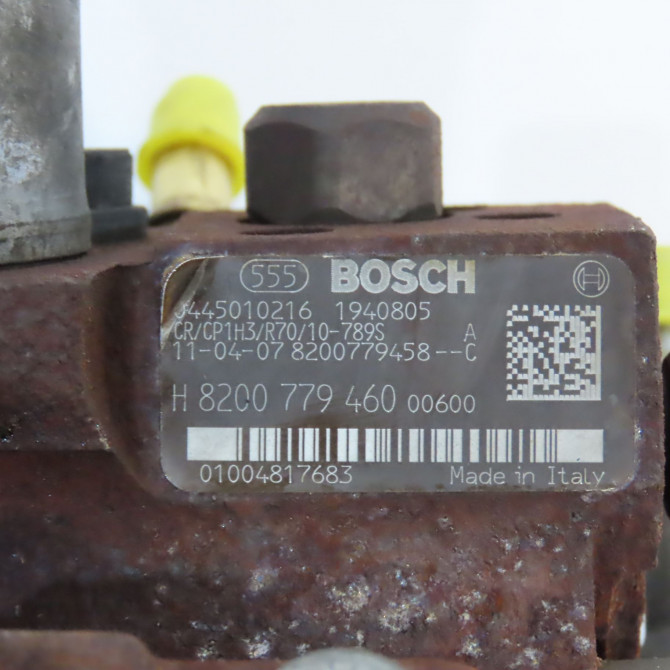 555 BOSCH
0445010216 1940805
CR/CP1H3/R70/10-789S A
11-04-07 8200779458--C
H 8200 779 460 00600
01004817683 Made in Italy